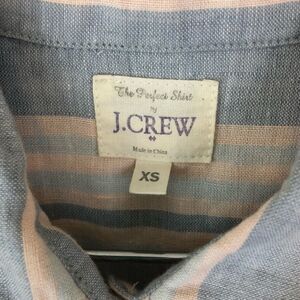 The Perfect Shirt
by
J.CREW
Made in China
XS